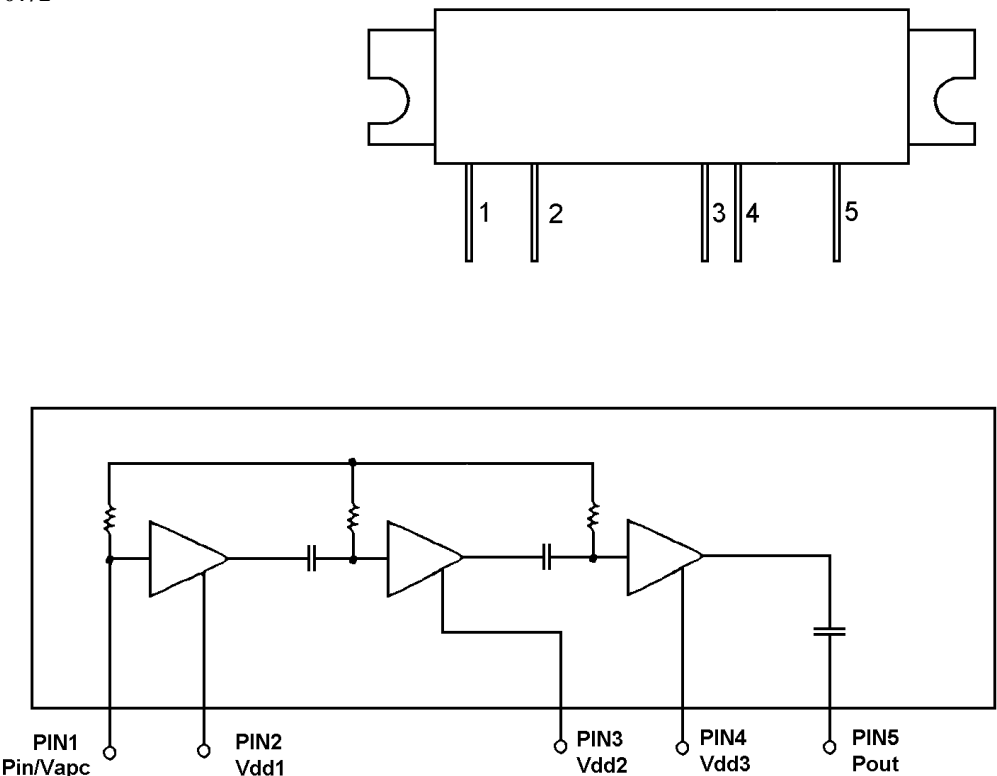 1
2
3
4
5
PIN1
Pin/Vapc
PIN2
Vdd1
PIN3
Vdd2
PIN4
Vdd3
PIN5
Pout